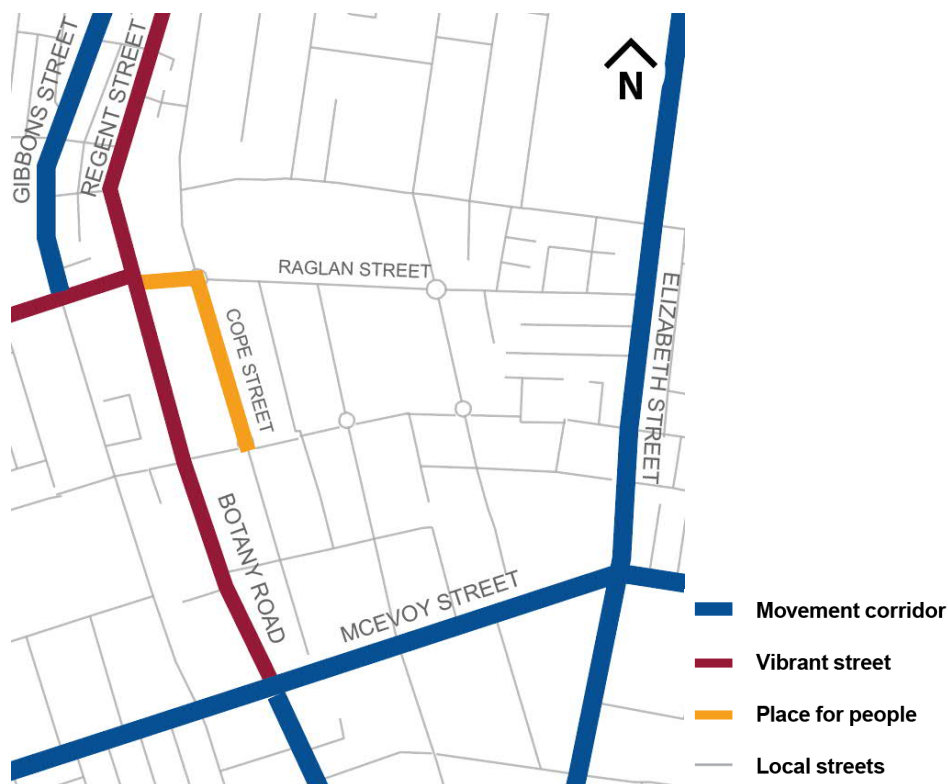 GIBBONS STREET
REGENT STREET
N
RAGLAN STREET
COPE STREET
ELIZABETH STREET
BOTANY ROAD
MCEVOY STREET
Movement corridor
Vibrant street
Place for people
Local streets